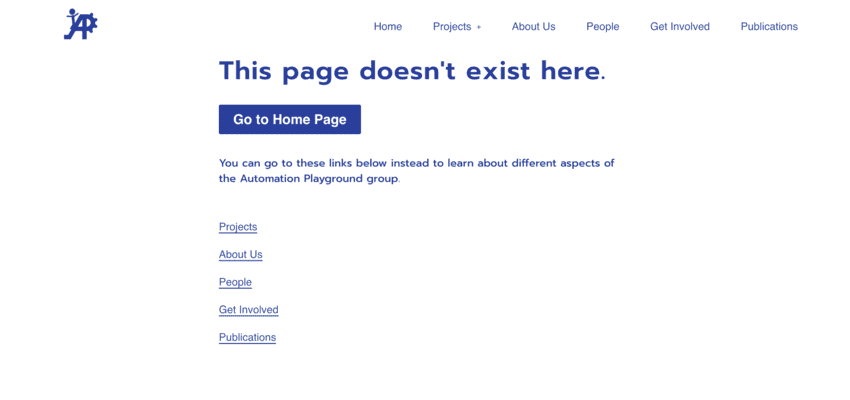 AP
Home Projects + About Us People Get Involved Publications
This page doesn't exist here.
Go to Home Page
You can go to these links below instead to learn about different aspects of
the Automation Playground group.
Projects
About Us
People
Get Involved
Publications